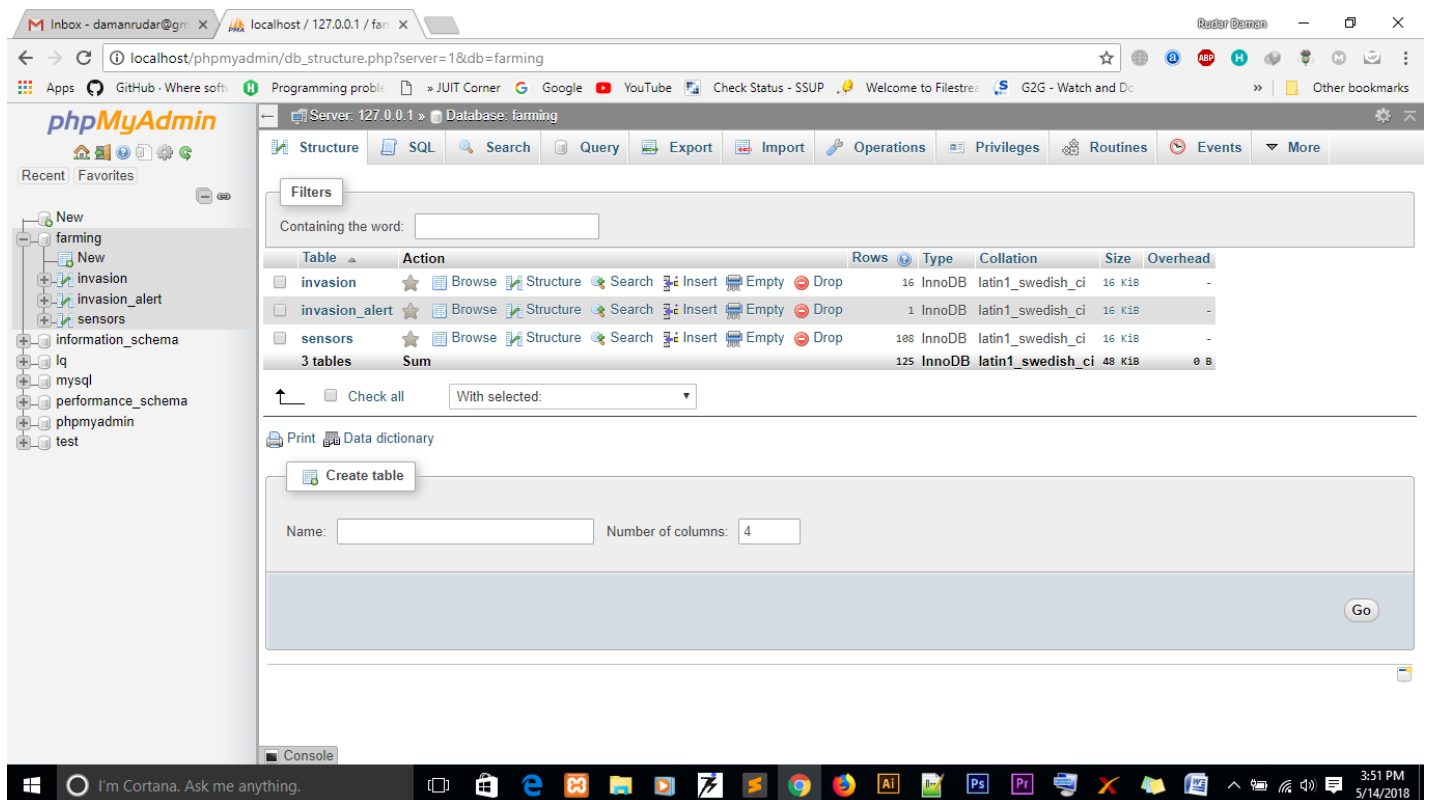 Inbox - damanrudar@gm
localhost / 127.0.0.1 / farm
Rudar Daman
localhost/phpmyadmin/db_structure.php?server=1&db=farming
Apps GitHub · Where soft Programming proble » JUIT Corner Google YouTube Check Status - SSUP Welcome to Filestrea G2G - Watch and Do » Other bookmarks
phpMyAdmin
Recent Favorites
New
farming
New
invasion
invasion_alert
sensors
information_schema
lq
mysql
performance_schema
phpmyadmin
test
Server: 127.0.0.1 » Database: farming
Structure SQL Search Query Export Import Operations Privileges Routines Events More
Filters
Containing the word:
Table Action Rows Type Collation Size Overhead
invasion Browse Structure Search Insert Empty Drop 16 InnoDB latin1_swedish_ci 16 KiB -
invasion_alert Browse Structure Search Insert Empty Drop 1 InnoDB latin1_swedish_ci 16 KiB -
sensors Browse Structure Search Insert Empty Drop 108 InnoDB latin1_swedish_ci 16 KiB -
3 tables Sum 125 InnoDB latin1_swedish_ci 48 KiB 0 B
Check all With selected:
Print Data dictionary
Create table
Name: Number of columns: 4
Go
Console
I'm Cortana. Ask me anything.
Ai Ps Pr
3:51 PM
5/14/2018